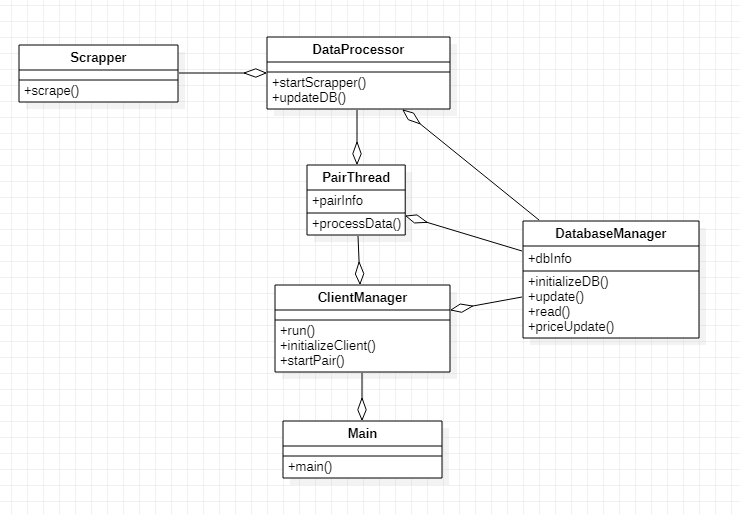 Scrapper
+scrape()
DataProcessor
+startScrapper()
+updateDB()
PairThread
+pairInfo
+processData()
DatabaseManager
+dbInfo
+initializeDB()
+update()
+read()
+priceUpdate()
ClientManager
+run()
+initializeClient()
+startPair()
Main
+main()